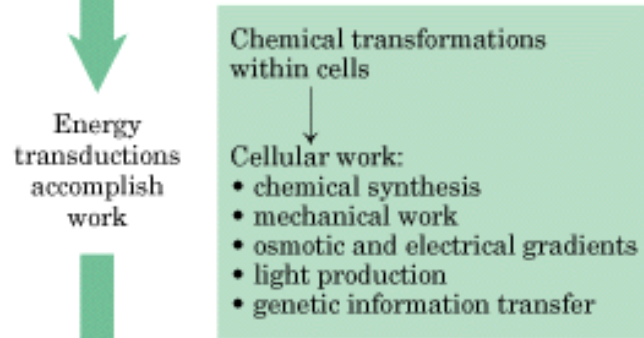 Energy
transductions
accomplish
work
Chemical transformations
within cells
Cellular work:
• chemical synthesis
• mechanical work
• osmotic and electrical gradients
• light production
• genetic information transfer